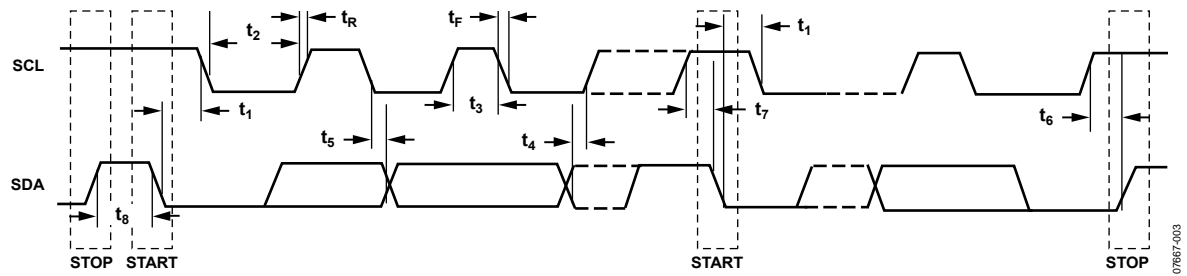 t2
tR
tF
t1
SCL
t1
t3
t7
t6
t5
t4
SDA
t8
STOP
START
START
STOP
07667-003